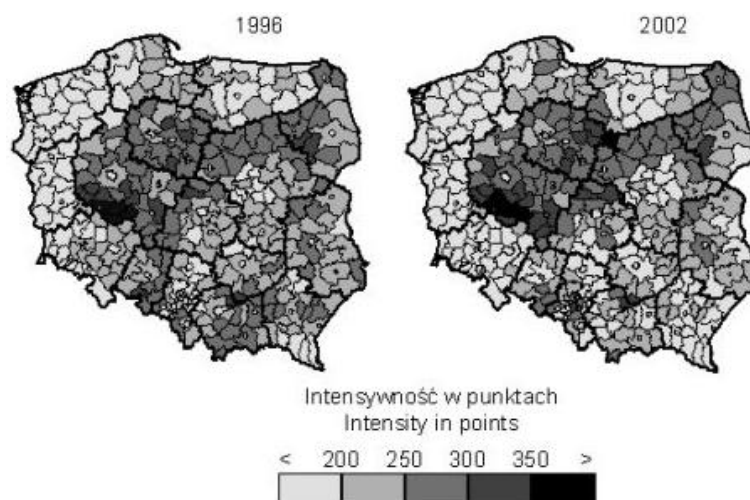 1996
2002
Intensywność w punktach
Intensity in points
< 200 250 300 350 >